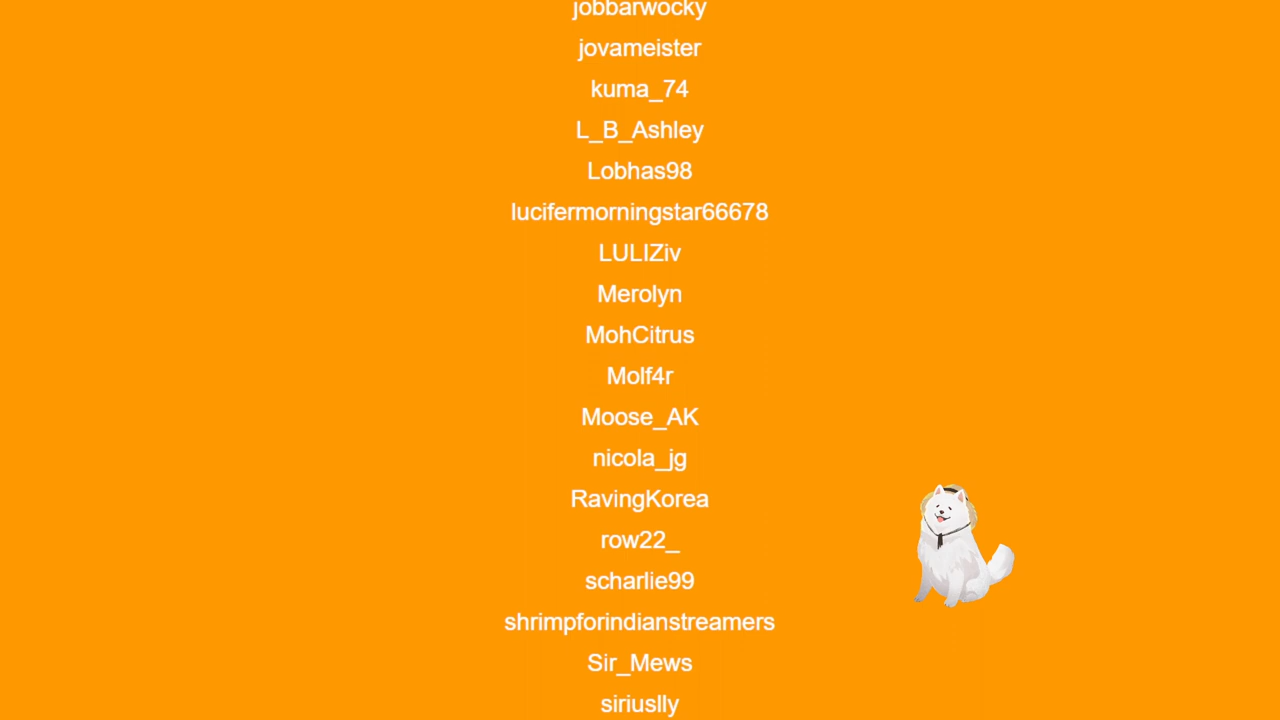 jobbarwocky
jovameister
kuma_74
L_B_Ashley
Lobhas98
lucifermorningstar66678
LULIZiv
Merolyn
MohCitrus
Molf4r
Moose_AK
nicola_jg
RavingKorea
row22_
scharlie99
shrimpforindianstreamers
Sir_Mews
siriuslly